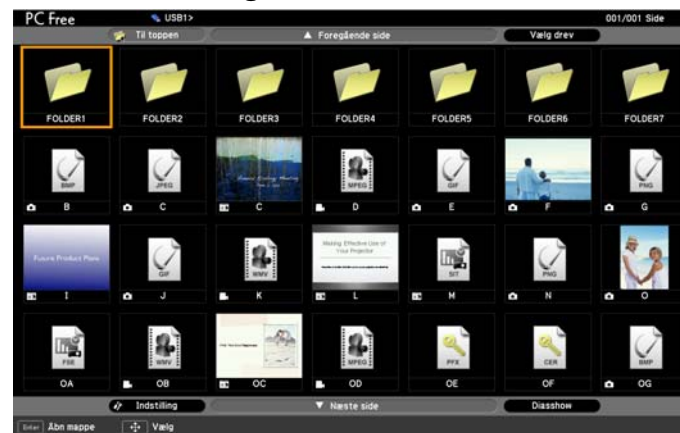 PC Free USB1> 001/001 Side
Til toppen ▲ Foregående side Vælg drev
FOLDER1 FOLDER2 FOLDER3 FOLDER4 FOLDER5 FOLDER6 FOLDER7
BMP JPEG MPEG GIF PNG
B C C D E F G
Future Product Plans GIF WMV Making Effective Use of Your Projector SIT PNG
I J K L M N O
FSE WMV MPEG PFX CER BMP
OA OB OC OD OE OF OG
Indstilling ▼ Næste side Diasshow
Enter Åbn mappe Vælg